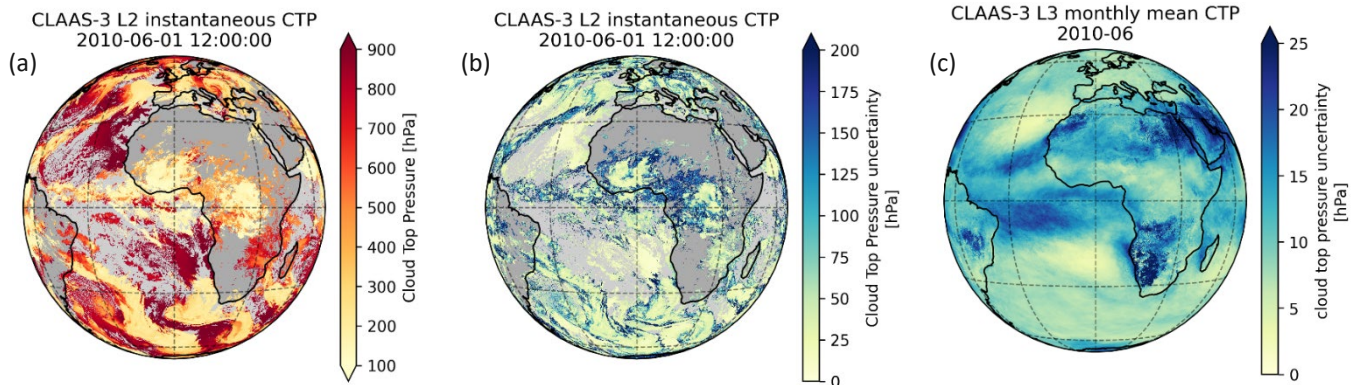 CLAAS-3 L2 instantaneous CTP
2010-06-01 12:00:00
(a)
900
800
700
600
500
400
300
200
100
Cloud Top Pressure [hPa]
CLAAS-3 L2 instantaneous CTP
2010-06-01 12:00:00
(b)
200
175
150
125
100
75
50
25
0
Cloud Top Pressure uncertainty
[hPa]
CLAAS-3 L3 monthly mean CTP
2010-06
(c)
25
20
15
10
5
0
cloud top pressure uncertainty
[hPa]